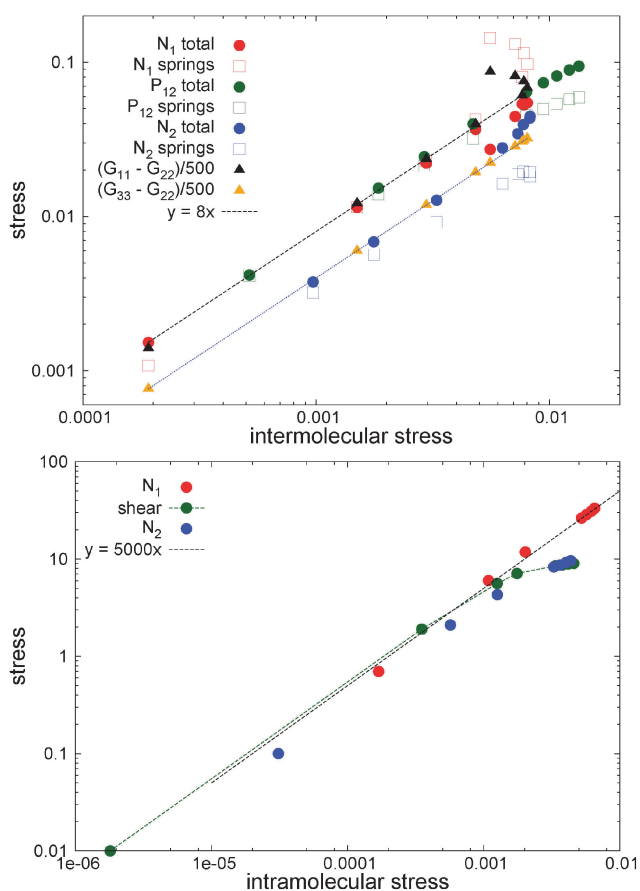 0.1
0.01
0.001
stress
N1 total
N1 springs
P12 total
P12 springs
N2 total
N2 springs
(G11 - G22)/500
(G33 - G22)/500
y = 8x
0.0001 0.001 0.01
intermolecular stress
100
10
1
0.1
0.01
stress
N1
shear
N2
y = 5000x
1e-06 1e-05 0.0001 0.001 0.01
intramolecular stress